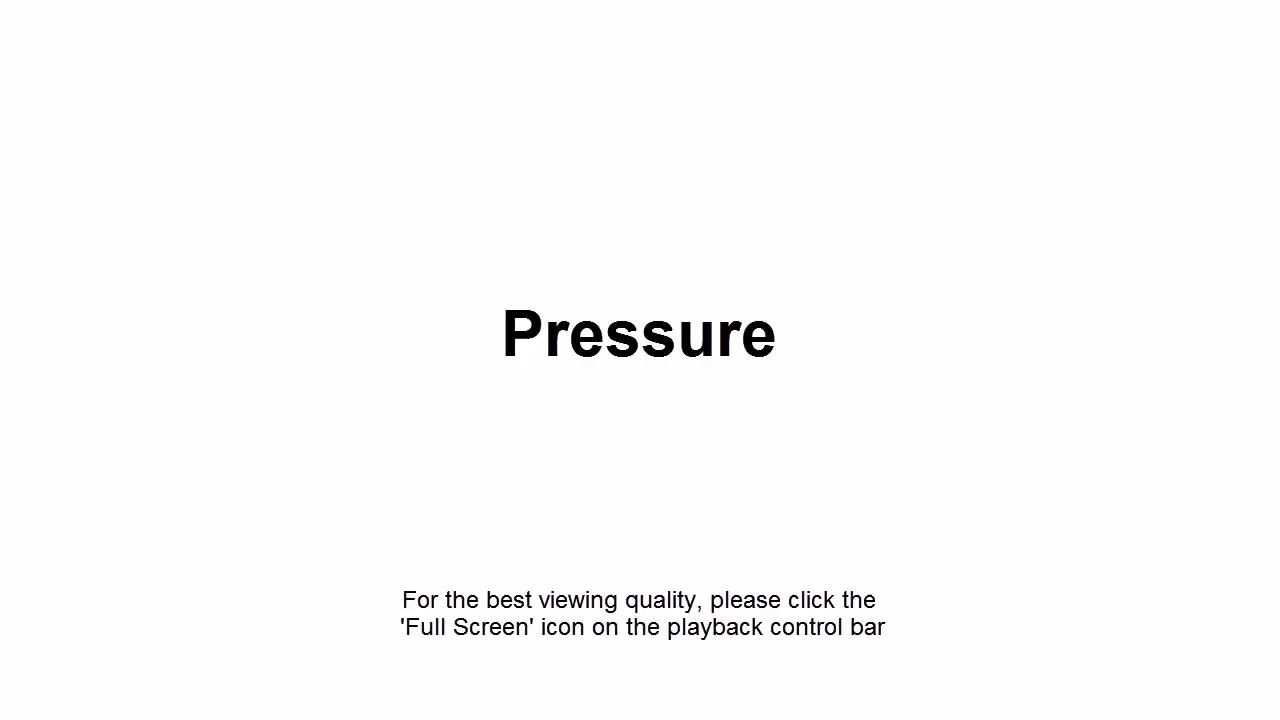 Pressure
For the best viewing quality, please click the
'Full Screen' icon on the playback control bar